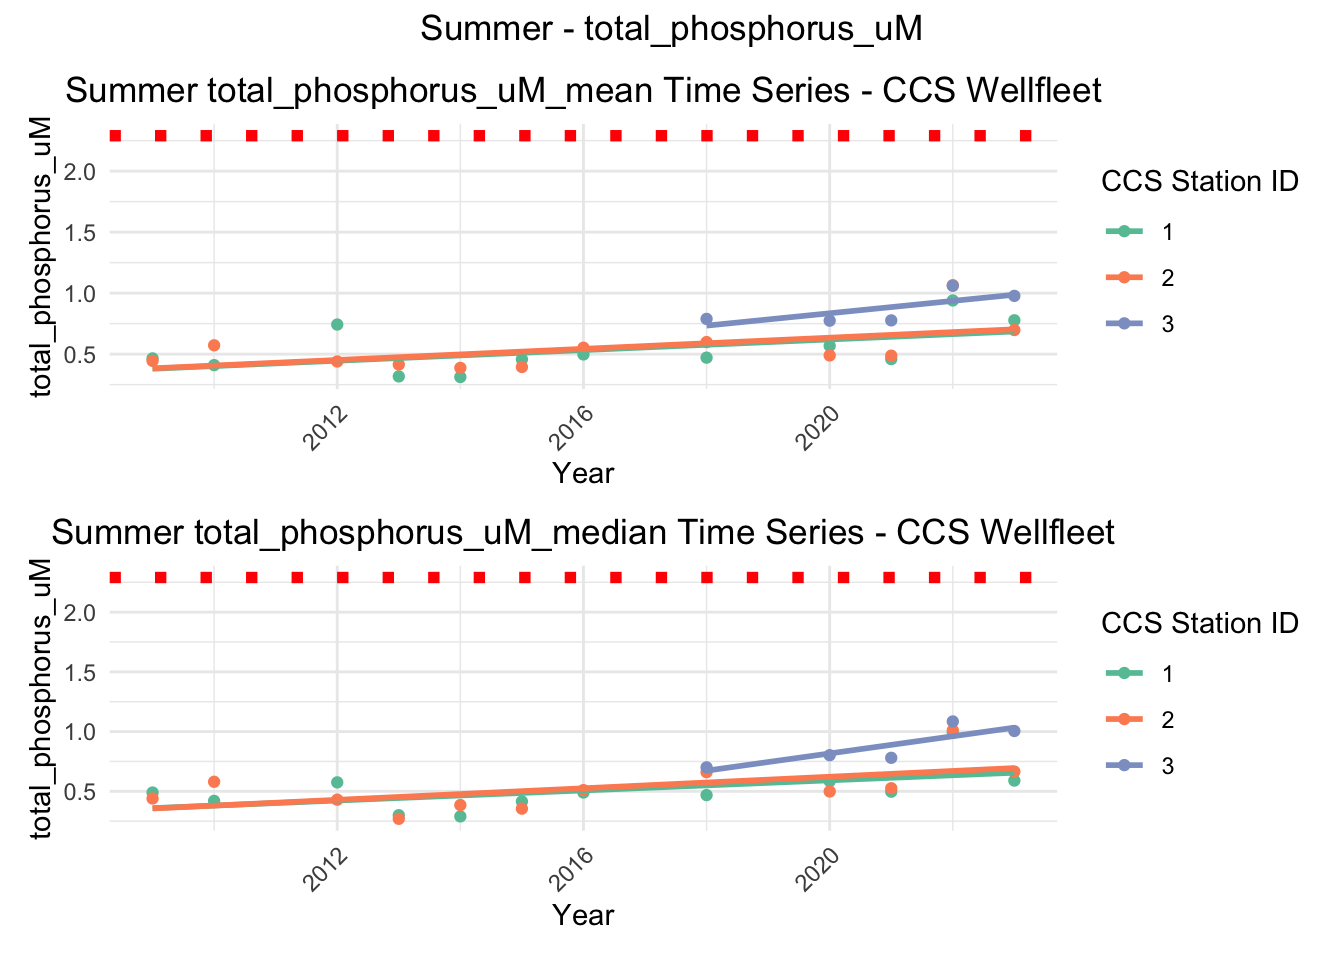 Summer - total_phosphorus_uM
Summer total_phosphorus_uM_mean Time Series - CCS Wellfleet
total_phosphorus_uM
2.0
1.5
1.0
0.5
2012
2016
2020
Year
CCS Station ID
1
2
3
Summer total_phosphorus_uM_median Time Series - CCS Wellfleet
total_phosphorus_uM
2.0
1.5
1.0
0.5
2012
2016
2020
Year
CCS Station ID
1
2
3